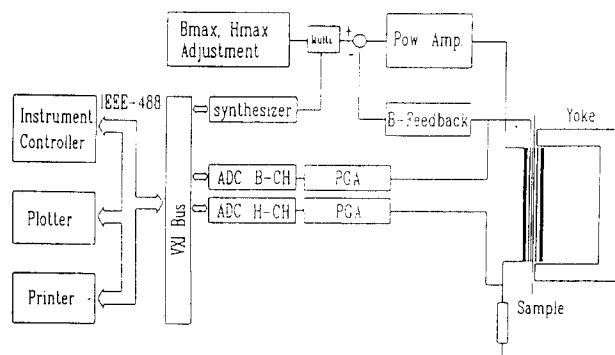 Bmax, Hmax
Adjustment
Multi
+
-
Pow Amp.
IEEE-488
Instrument
Controller
synthesizer
B-Feedback
Yoke
ADC B-CH
PGA
Plotter
ADC H-CH
PGA
VXI Bus
Printer
Sample